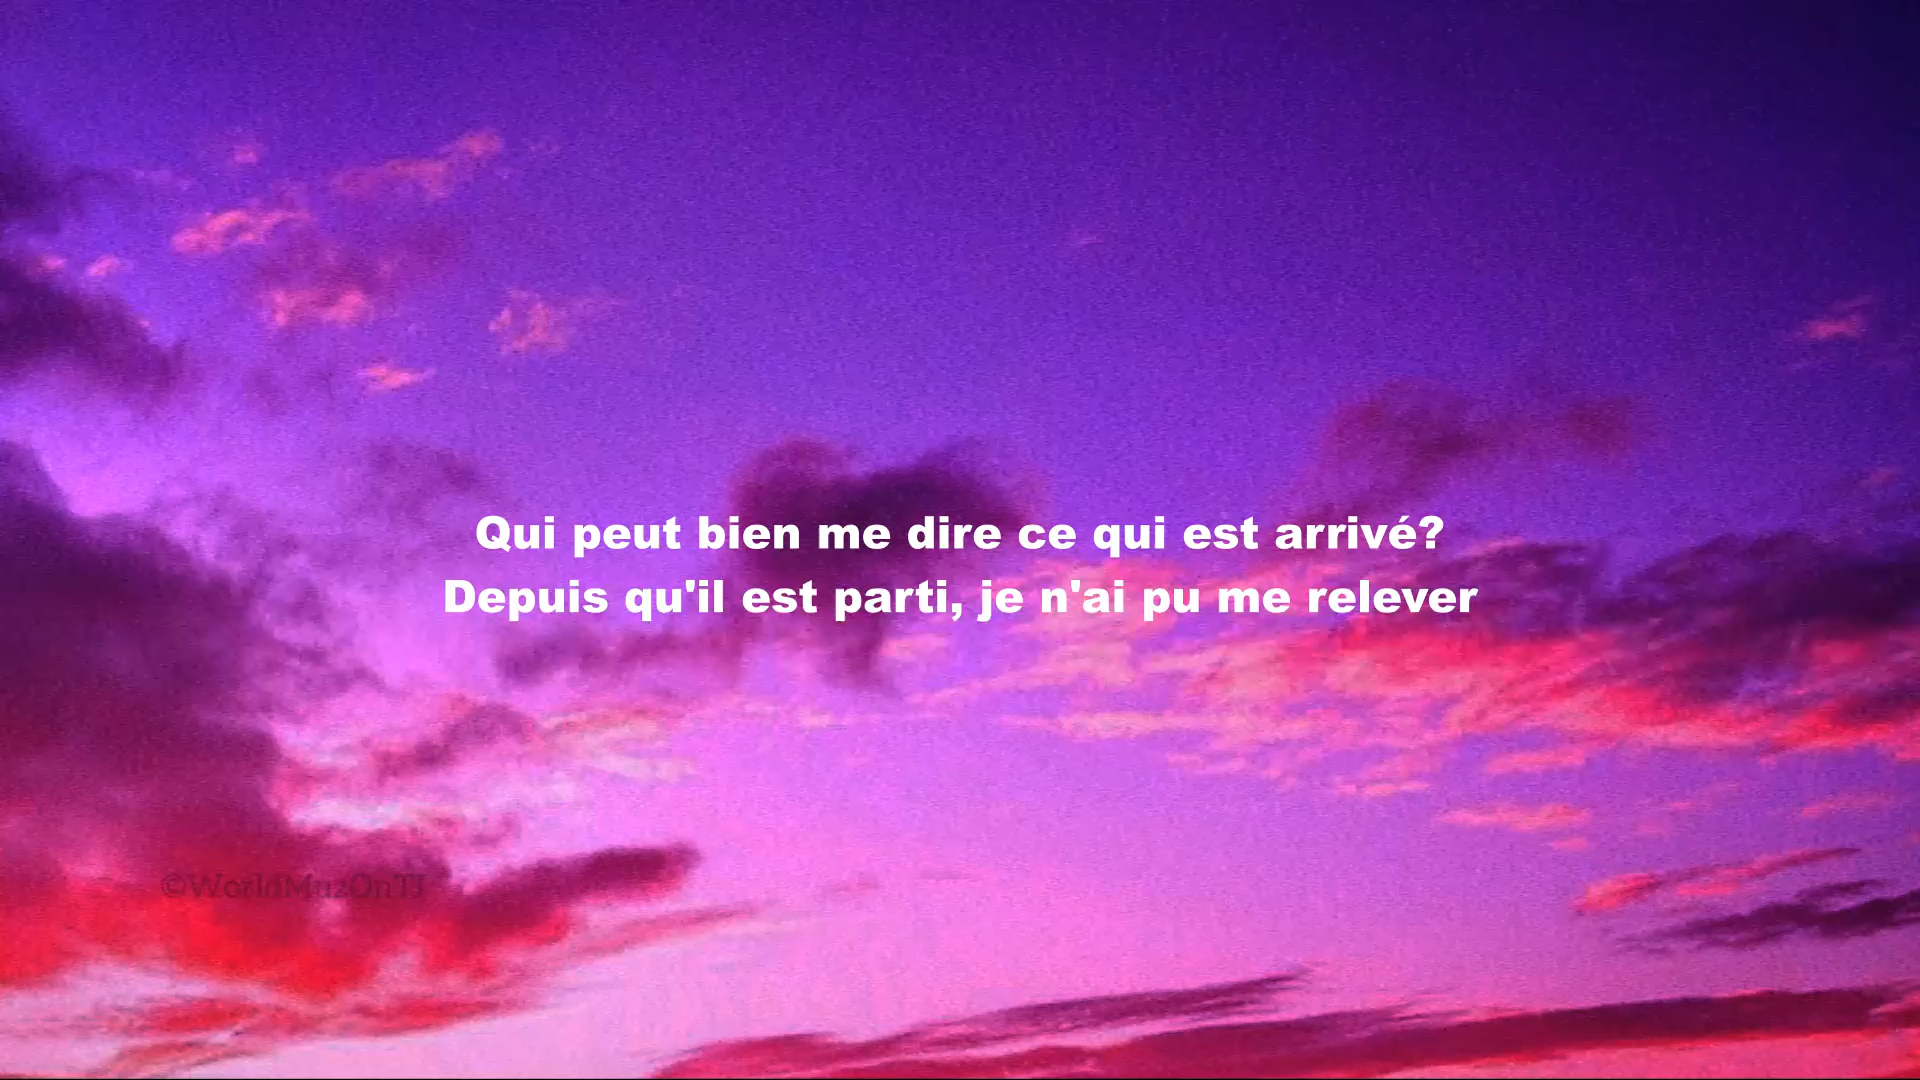 Qui peut bien me dire ce qui est arrivé?
Depuis qu'il est parti, je n'ai pu me relever
©WorldMuzOnTJ